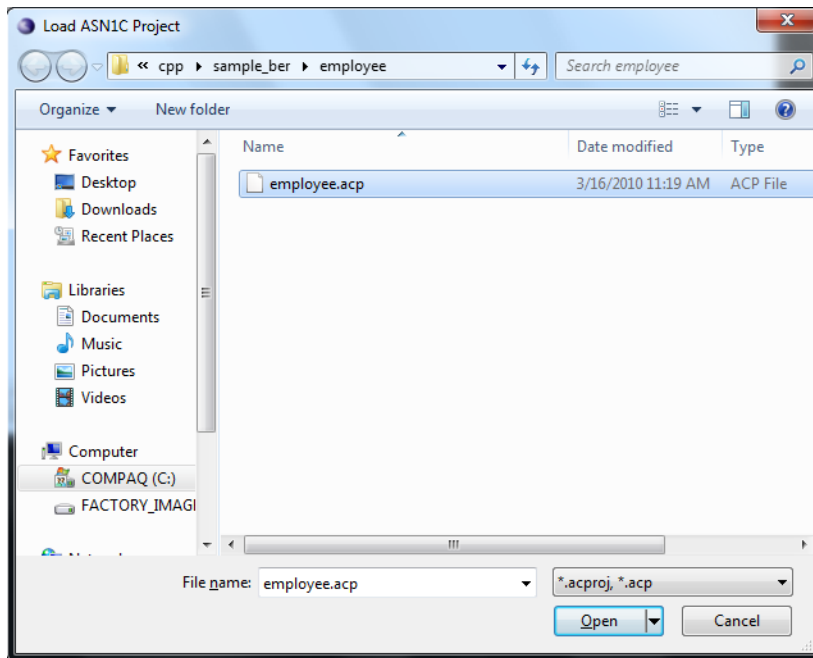 Load ASN1C Project
« cpp ▸ sample_ber ▸ employee
Search employee
Organize
New folder
Name
Date modified
Type
Favorites
Desktop
Downloads
Recent Places
Libraries
Documents
Music
Pictures
Videos
Computer
COMPAQ (C:)
FACTORY_IMAG
employee.acp
3/16/2010 11:19 AM
ACP File
File name:
employee.acp
*.acproj, *.acp
Open
Cancel